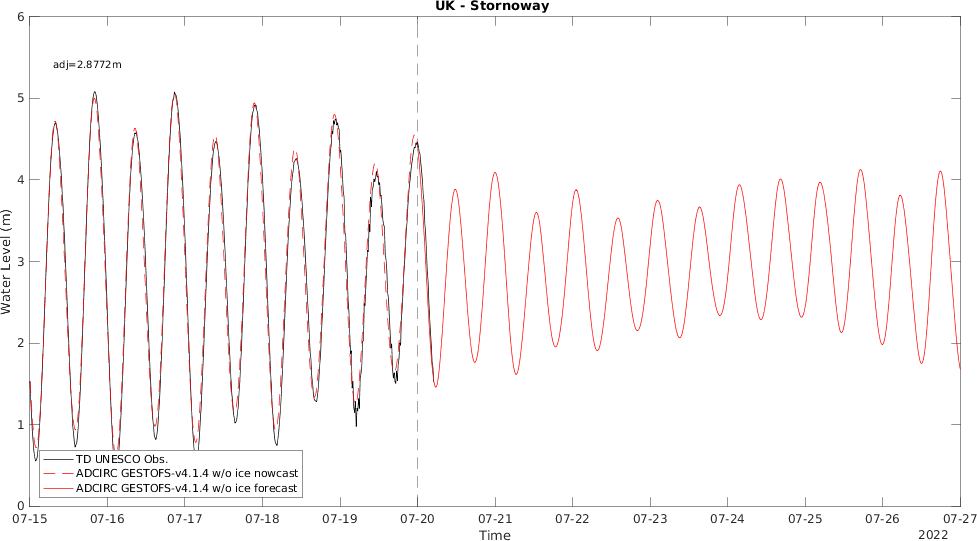 UK - Stornoway
adj=2.8772m
6
5
4
3
2
1
0
Water Level (m)
TD UNESCO Obs.
ADCIRC GESTOFS-v4.1.4 w/o ice nowcast
ADCIRC GESTOFS-v4.1.4 w/o ice forecast
07-15 07-16 07-17 07-18 07-19 07-20 07-21 07-22 07-23 07-24 07-25 07-26 07-27
Time
2022